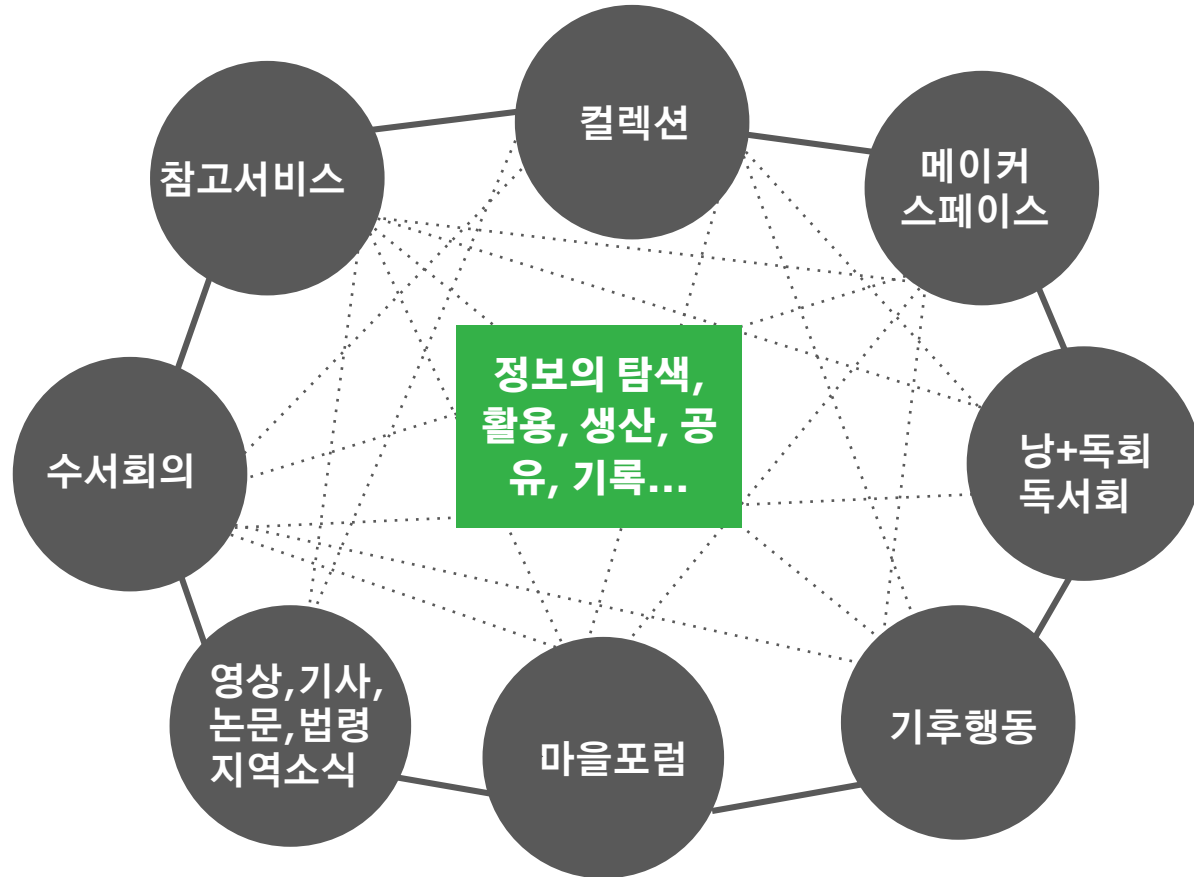 컬렉션
참고서비스
메이커
스페이스
정보의 탐색,
활용, 생산, 공
유, 기록...
수서회의
낭+독회
독서회
영상,기사,
논문,법령
지역소식
마을포럼
기후행동